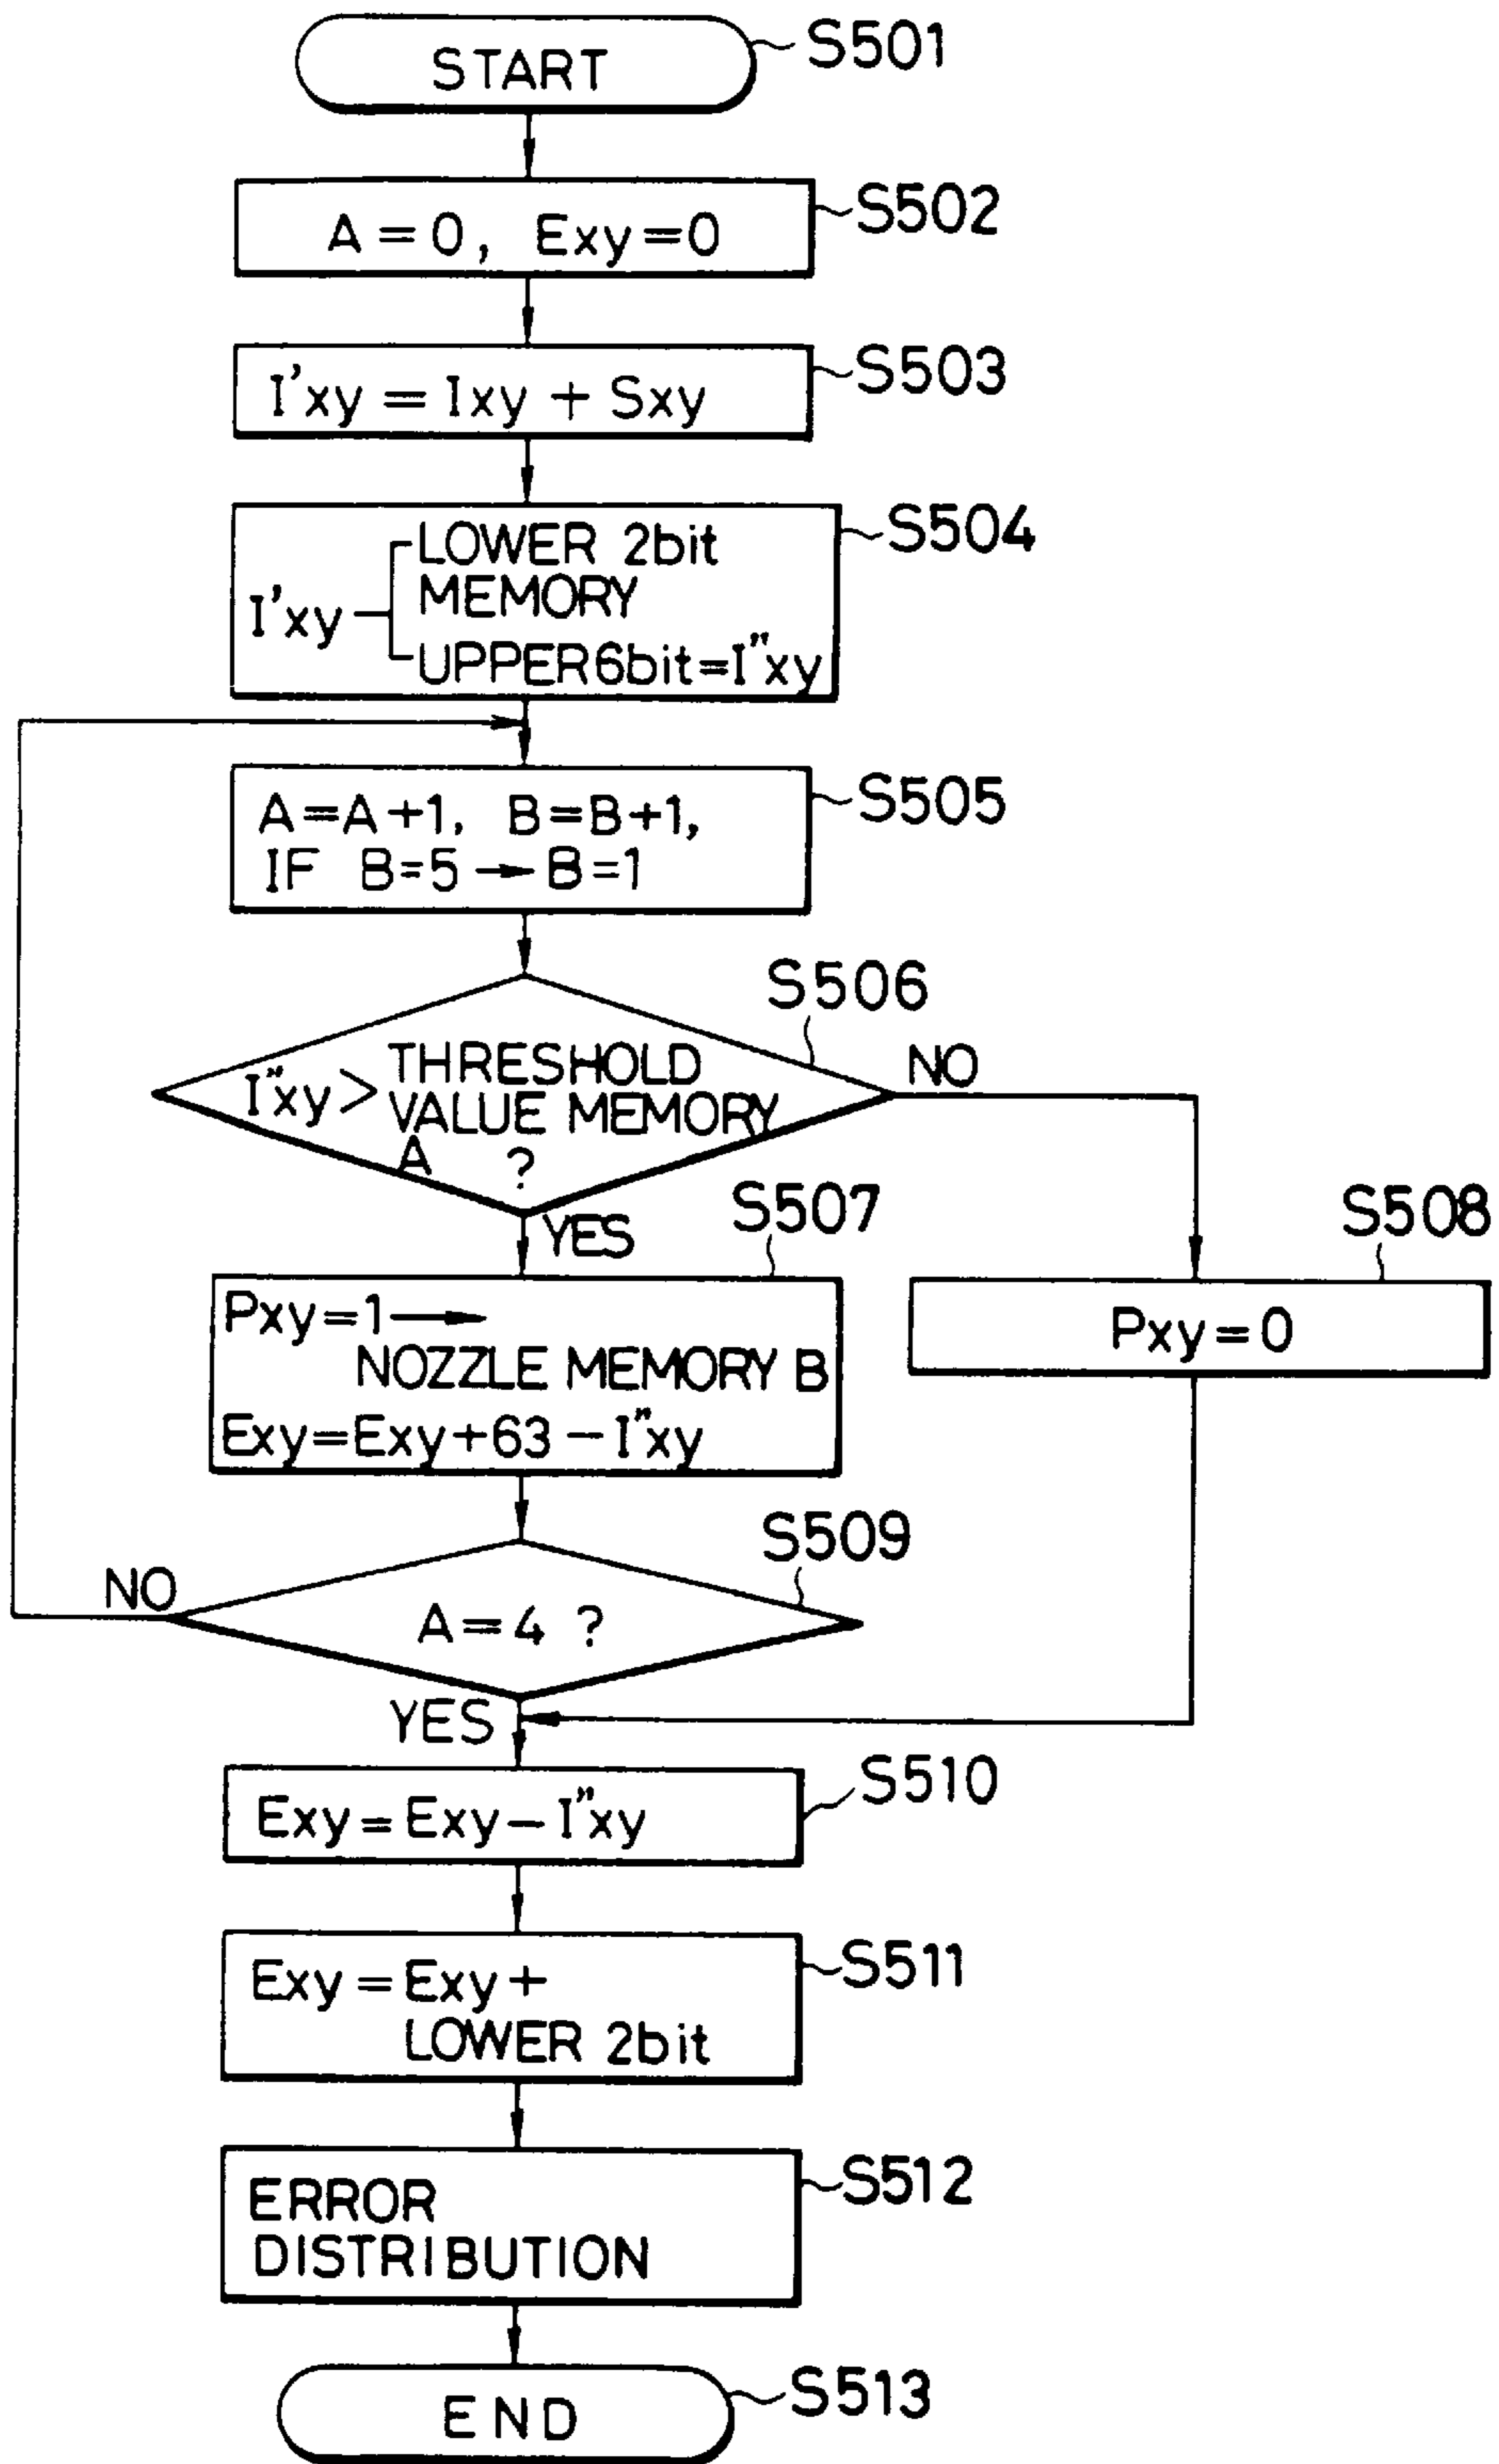 START
S501
A=0, Exy=0
S502
I'xy = Ixy + Sxy
S503
I'xy
LOWER 2bit
MEMORY
UPPER6bit=I"xy
S504
A=A+1, B=B+1,
IF B=5→B=1
S505
S506
I"xy>
THRESHOLD
VALUE MEMORY
A ?
NO
YES
S507
Pxy=1→
NOZZLE MEMORY B
Exy=Exy+63-I"xy
S508
Pxy=0
S509
NO
A=4 ?
YES
S510
Exy=Exy-I"xy
Exy=Exy+
LOWER 2bit
S511
ERROR
DISTRIBUTION
S512
END
S513